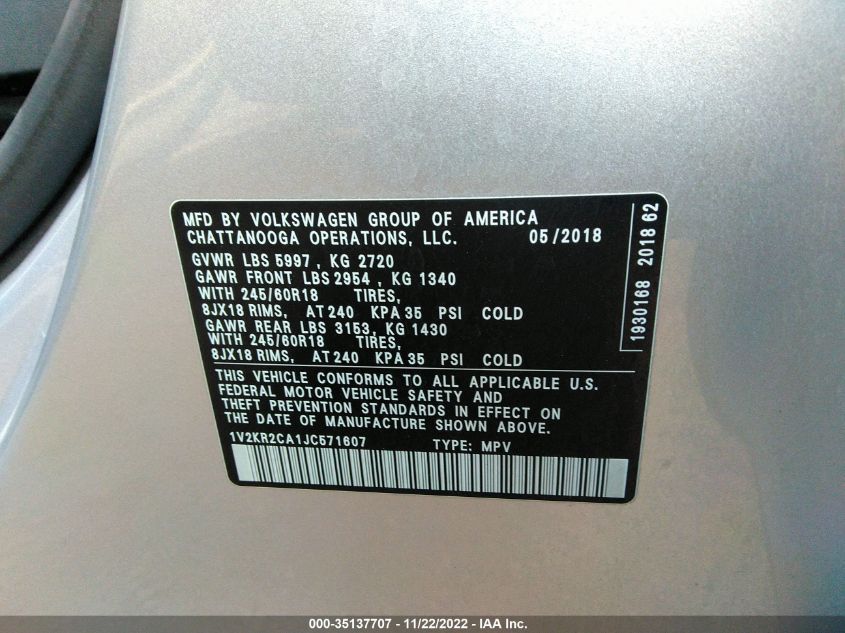 MFD BY VOLKSWAGEN GROUP OF AMERICA
CHATTANOOGA OPERATIONS, LLC. 05/2018
GVWR LBS 5997 , KG 2720
GAWR FRONT LBS 2954 , KG 1340
WITH 245/60R18 TIRES,
8JX18 RIMS, AT 240 KPA 35 PSI COLD
GAWR REAR LBS 3153, KG 1430
WITH 245/60R18 TIRES,
8JX18 RIMS, AT 240 KPA 35 PSI COLD
THIS VEHICLE CONFORMS TO ALL APPLICABLE U.S.
FEDERAL MOTOR VEHICLE SAFETY AND
THEFT PREVENTION STANDARDS IN EFFECT ON
THE DATE OF MANUFACTURE SHOWN ABOVE.
1V2KR2CA1JC571607 TYPE: MPV
1930168 2018 62
000-35137707 - 11/22/2022 - IAA Inc.